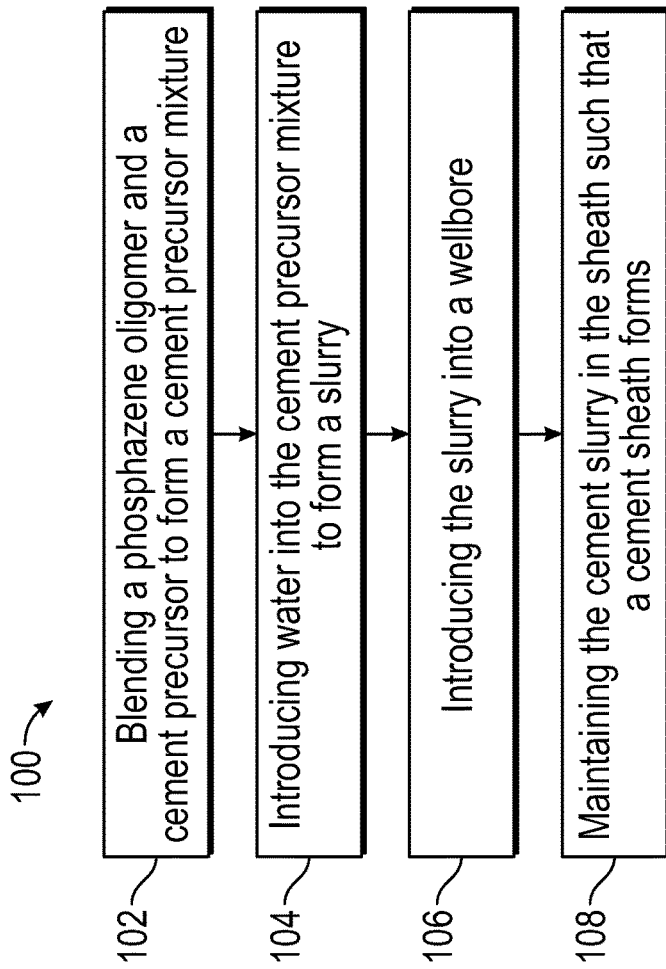 100
102
Blending a phosphazene oligomer and a
cement precursor to form a cement precursor mixture
104
Introducing water into the cement precursor mixture
to form a slurry
106
Introducing the slurry into a wellbore
108
Maintaining the cement slurry in the sheath such that
a cement sheath forms